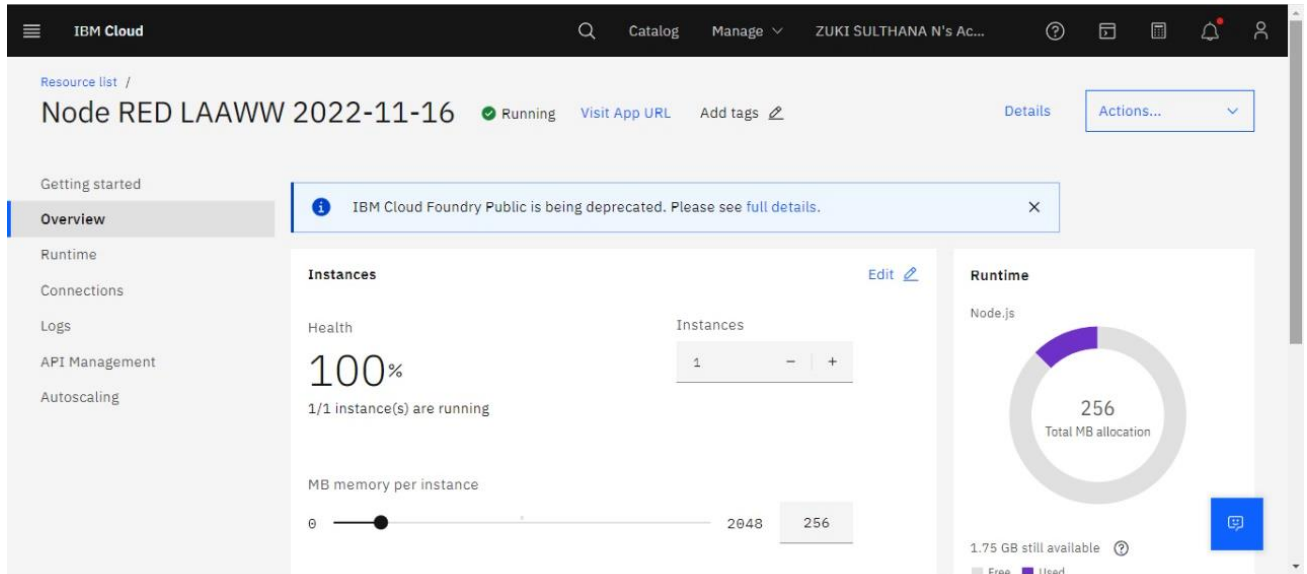 IBM Cloud Catalog Manage ZUKI SULTHANA N's Ac...
Resource list /
Node RED LAAWW 2022-11-16 Running Visit App URL Add tags Details Actions...
Getting started
Overview
Runtime
Connections
Logs
API Management
Autoscaling
IBM Cloud Foundry Public is being deprecated. Please see full details.
Instances Edit
Health
100%
1/1 instance(s) are running
Instances
1 - +
MB memory per instance
0 2048 256
Runtime
Node.js
256
Total MB allocation
1.75 GB still available
Free Used